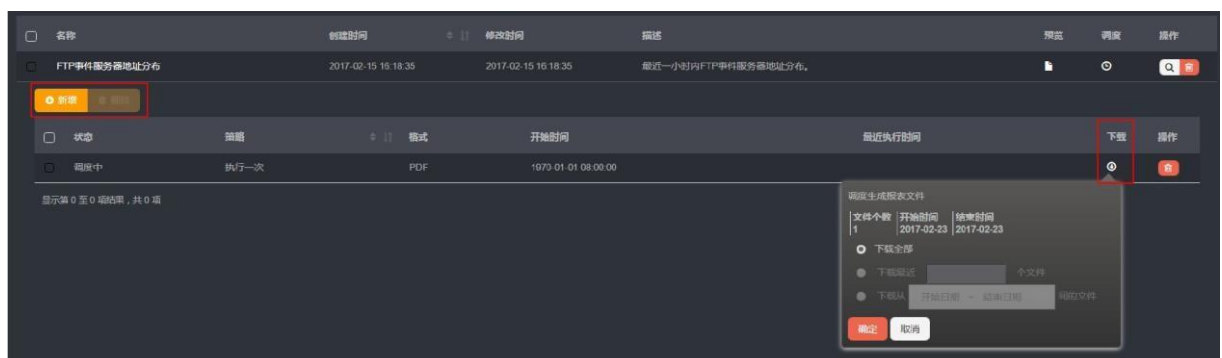 名称 创建时间 修改时间 描述 预览 调度 操作
FTP事件服务器地址分布 2017-02-15 16:18:35 2017-02-15 16:18:35 最近一小时内FTP事件服务器地址分布。
新增 删除
状态 策略 格式 开始时间 最近执行时间 下载 操作
调度中 执行一次 PDF 1970-01-01 08:00:00
显示第 0 至 0 项结果，共 0 项
调度生成报表文件
文件个数 开始时间 结束时间
1 2017-02-23 2017-02-23
下载全部
下载最近 个文件
下载从 开始日期 ~ 结束日期 间的文件
确定 取消